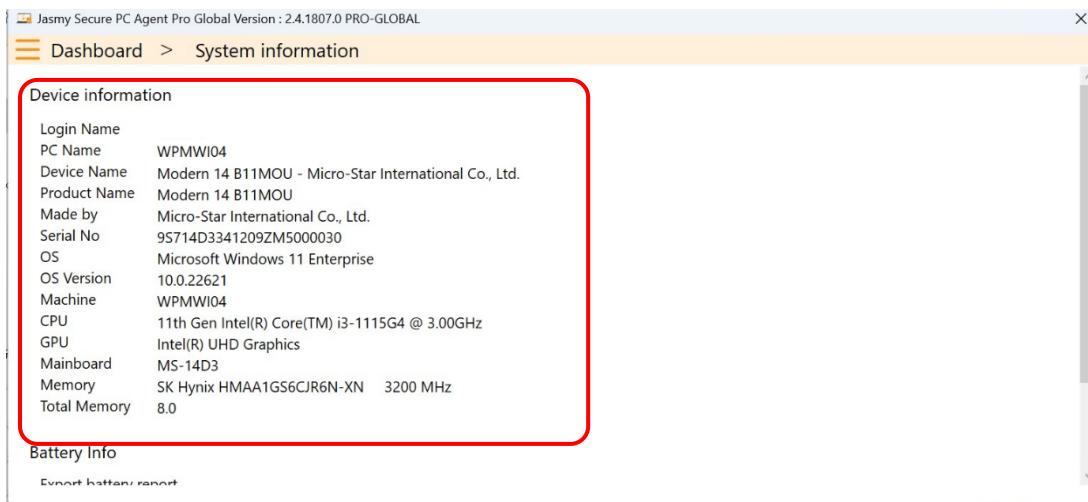 Jasmy Secure PC Agent Pro Global Version : 2.4.1807.0 PRO-GLOBAL
Dashboard > System information
Device information
Login Name
PC Name WPMWI04
Device Name Modern 14 B11MOU - Micro-Star International Co., Ltd.
Product Name Modern 14 B11MOU
Made by Micro-Star International Co., Ltd.
Serial No 9S714D3341209ZM5000030
OS Microsoft Windows 11 Enterprise
OS Version 10.0.22621
Machine WPMWI04
CPU 11th Gen Intel(R) Core(TM) i3-1115G4 @ 3.00GHz
GPU Intel(R) UHD Graphics
Mainboard MS-14D3
Memory SK Hynix HMAA1GS6CJR6N-XN 3200 MHz
Total Memory 8.0
Battery Info
Export battery report